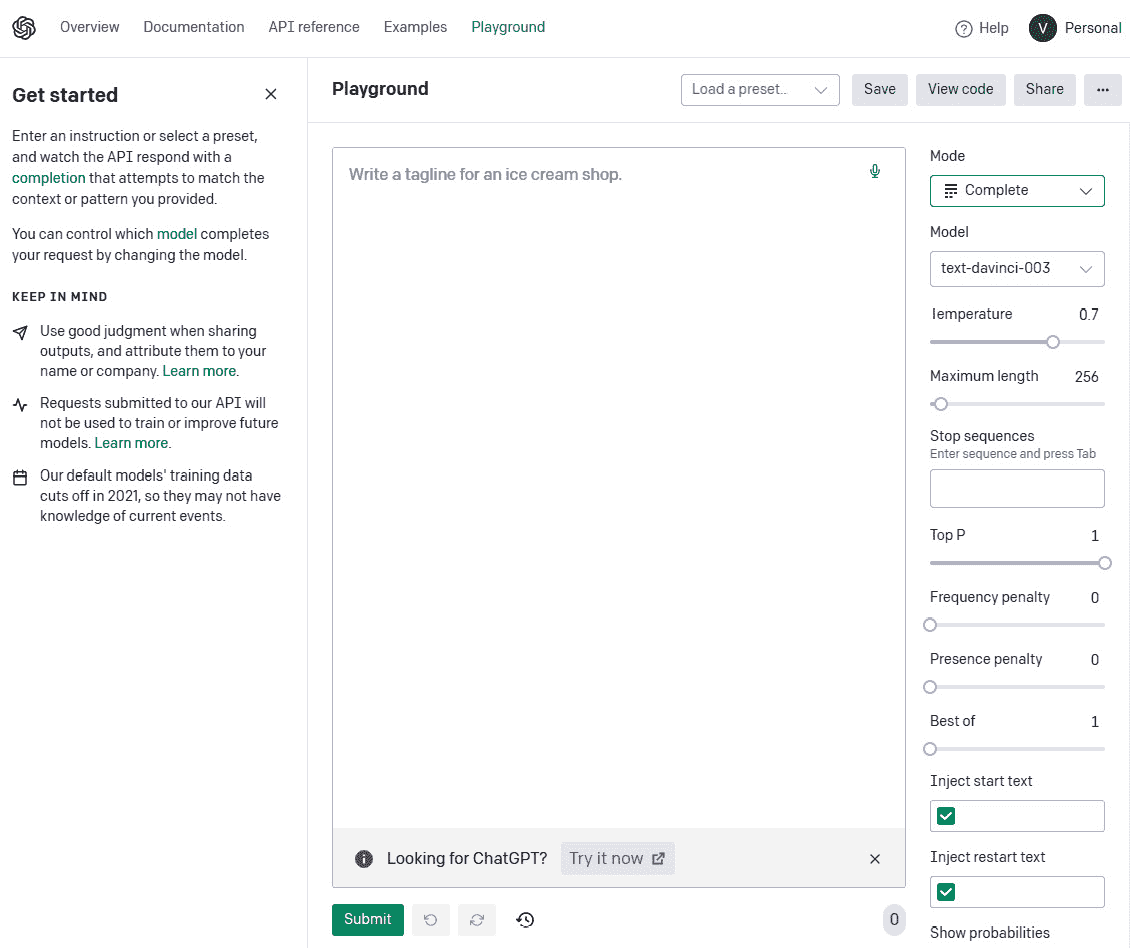 Overview Documentation API reference Examples Playground Help V Personal
Get started
Enter an instruction or select a preset,
and watch the API respond with a
completion that attempts to match the
context or pattern you provided.
You can control which model completes
your request by changing the model.
KEEP IN MIND
Use good judgment when sharing
outputs, and attribute them to your
name or company. Learn more.
Requests submitted to our API will
not be used to train or improve future
models. Learn more.
Our default models' training data
cuts off in 2021, so they may not have
knowledge of current events.
Playground
Load a preset... Save View code Share ...
Write a tagline for an ice cream shop.
Looking for ChatGPT? Try it now
Submit 0
Mode
Complete
Model
text-davinci-003
Temperature 0.7
Maximum length 256
Stop sequences
Enter sequence and press Tab
Top P 1
Frequency penalty 0
Presence penalty 0
Best of 1
Inject start text
Inject restart text
Show probabilities